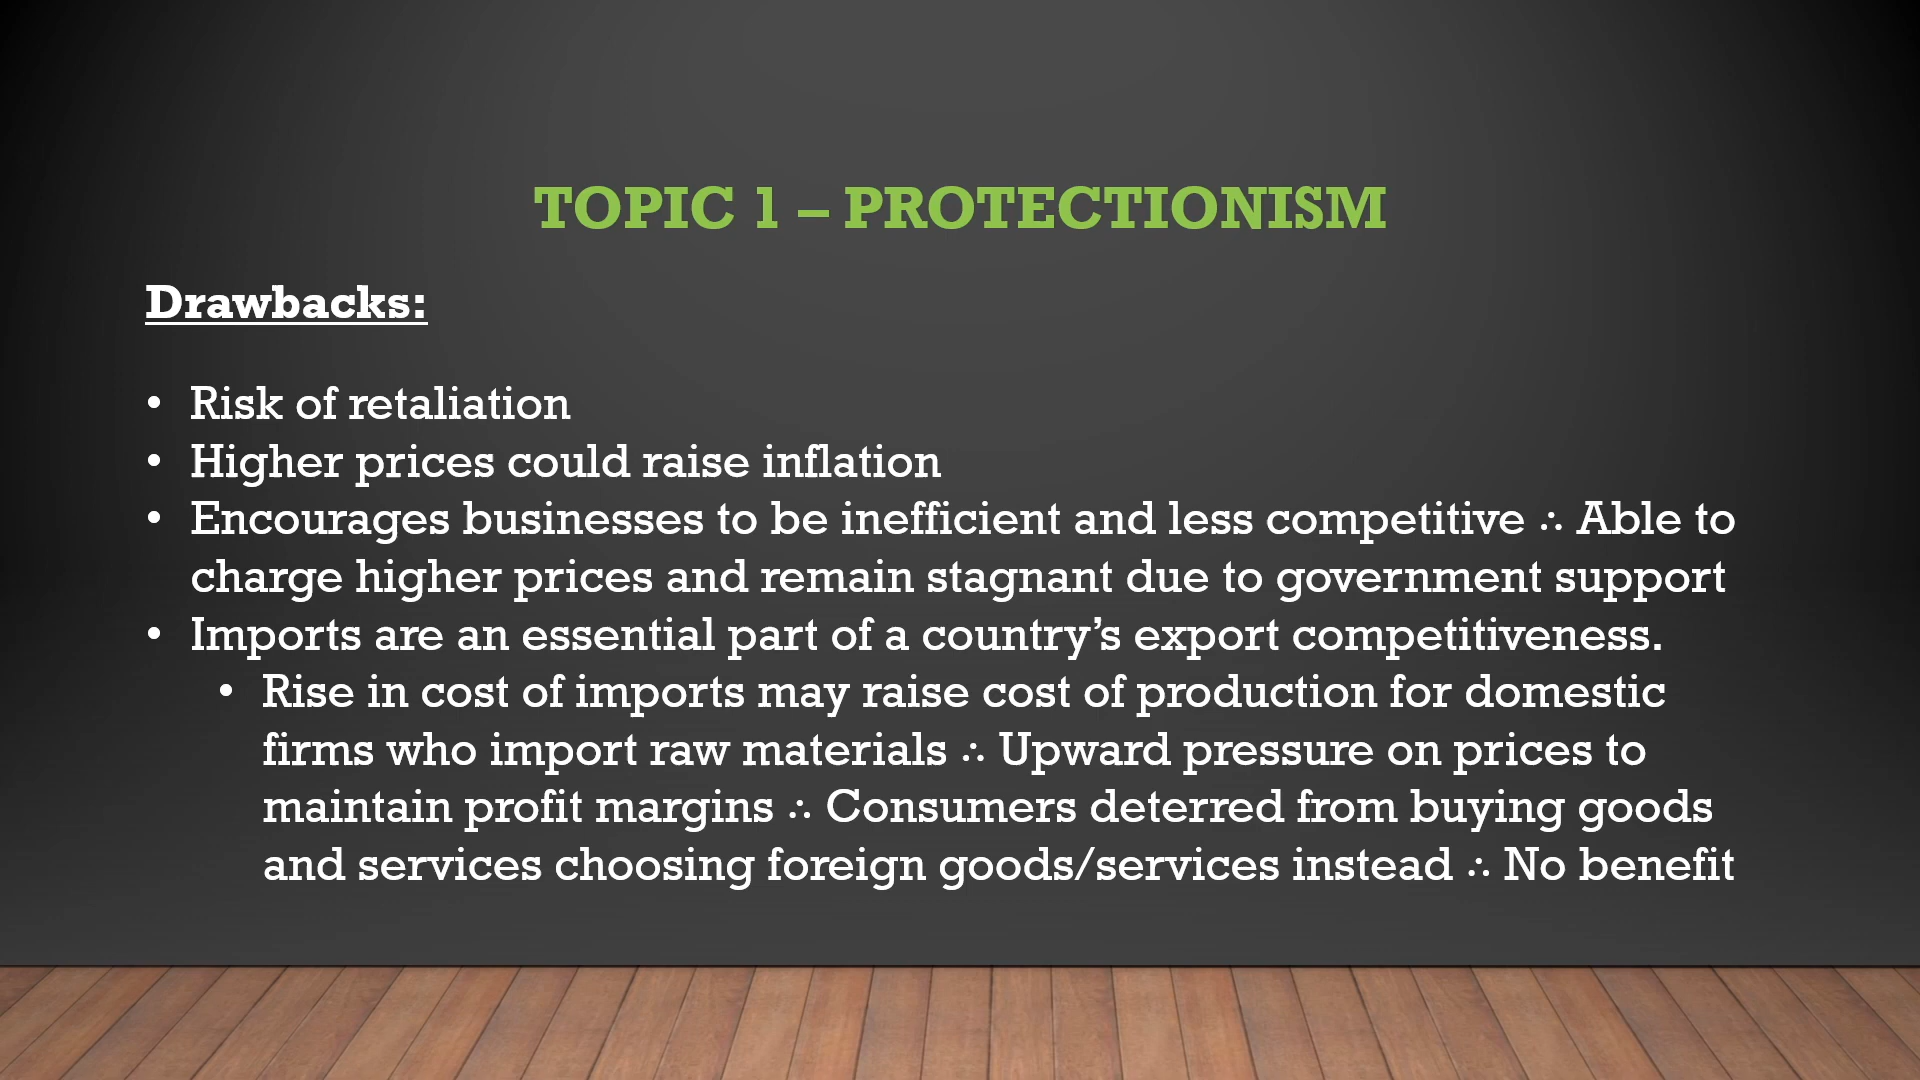 TOPIC 1 – PROTECTIONISM
Drawbacks:
• Risk of retaliation
• Higher prices could raise inflation
• Encourages businesses to be inefficient and less competitive ∴ Able to
charge higher prices and remain stagnant due to government support
• Imports are an essential part of a country’s export competitiveness.
• Rise in cost of imports may raise cost of production for domestic
firms who import raw materials ∴ Upward pressure on prices to
maintain profit margins ∴ Consumers deterred from buying goods
and services choosing foreign goods/services instead ∴ No benefit